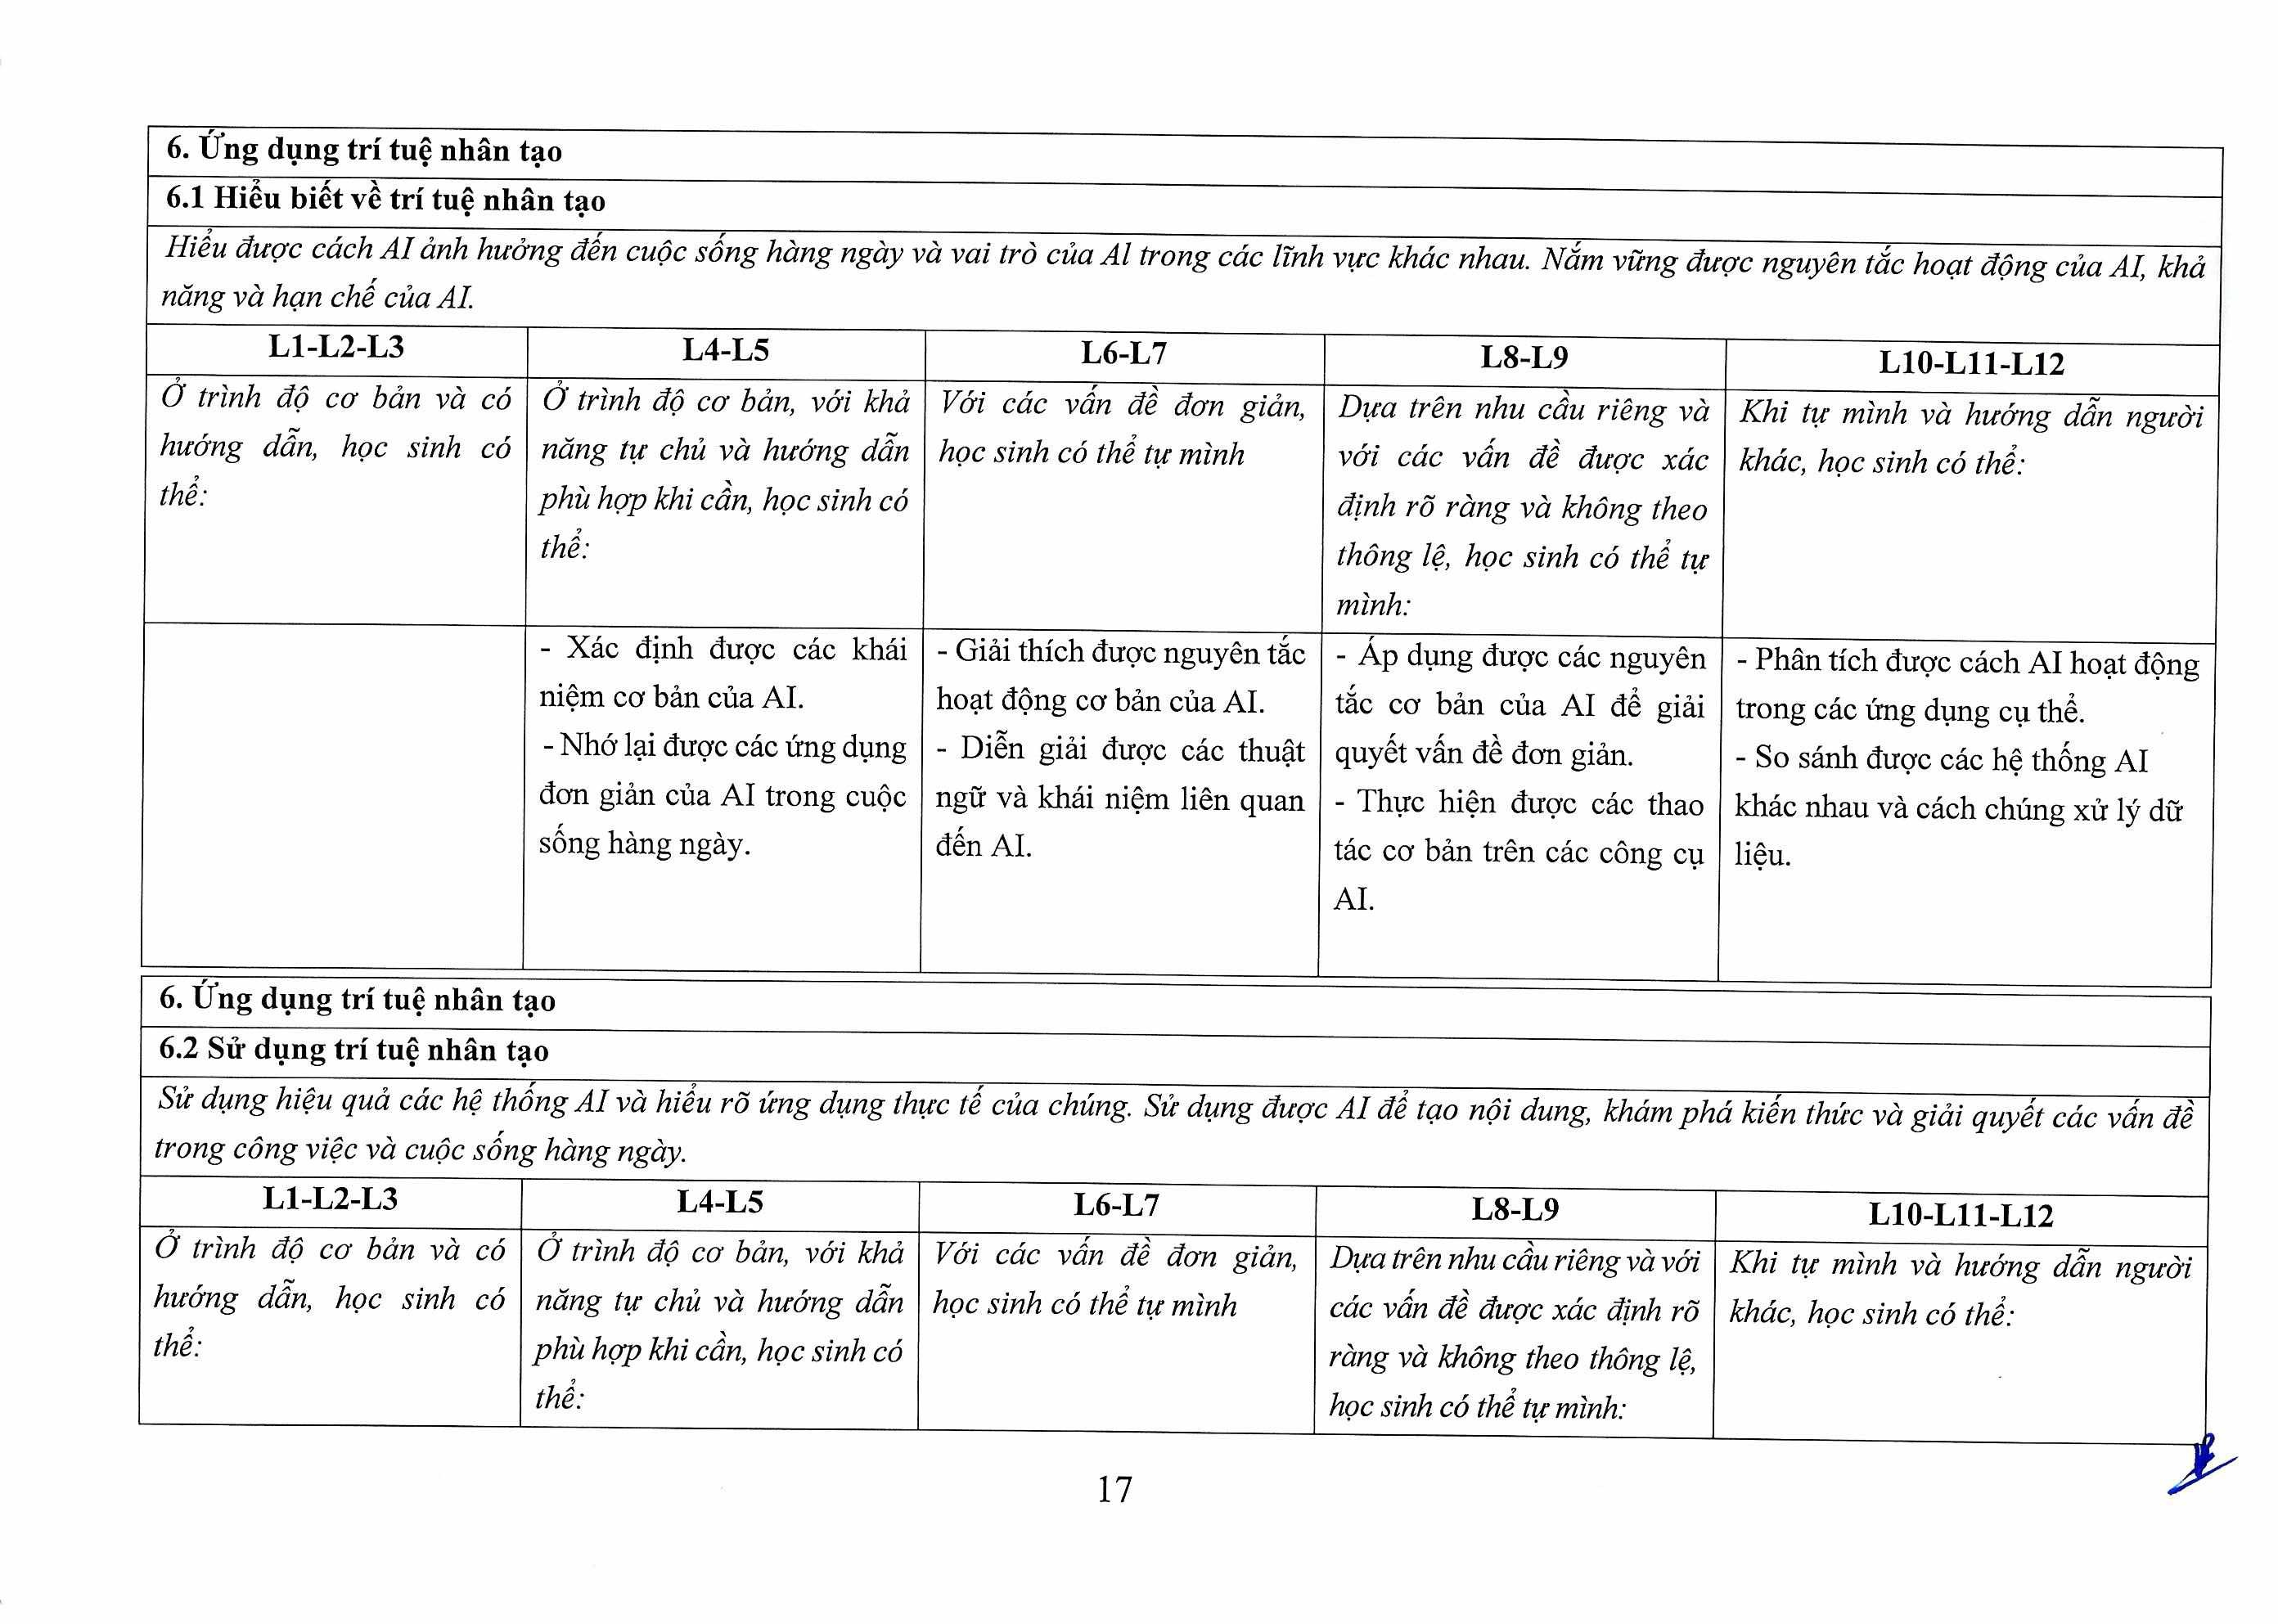 6. Ứng dụng trí tuệ nhân tạo
6.1 Hiểu biết về trí tuệ nhân tạo
Hiểu được cách AI ảnh hưởng đến cuộc sống hàng ngày và vai trò của Al trong các lĩnh vực khác nhau. Nắm vững được nguyên tắc hoạt động của AI, khả
năng và hạn chế của AI.
L1-L2-L3
L4-L5
L6-L7
L8-L9
L10-L11-L12
Ở trình độ cơ bản và có
hướng dẫn, học sinh có
thể:
Ở trình độ cơ bản, với khả
năng tự chủ và hướng dẫn
phù hợp khi cần, học sinh có
thể:
Với các vấn đề đơn giản,
học sinh có thể tự mình
Dựa trên nhu cầu riêng và
với các vấn đề được xác
định rõ ràng và không theo
thông lệ, học sinh có thể tự
mình:
Khi tự mình và hướng dẫn người
khác, học sinh có thể:
- Xác định được các khái
niệm cơ bản của AI.
- Nhớ lại được các ứng dụng
đơn giản của AI trong cuộc
sống hàng ngày.
- Giải thích được nguyên tắc
hoạt động cơ bản của AI.
- Diễn giải được các thuật
ngữ và khái niệm liên quan
đến AI.
- Áp dụng được các nguyên
tắc cơ bản của AI để giải
quyết vấn đề đơn giản.
- Thực hiện được các thao
tác cơ bản trên các công cụ
AI.
- Phân tích được cách AI hoạt động
trong các ứng dụng cụ thể.
- So sánh được các hệ thống AI
khác nhau và cách chúng xử lý dữ
liệu.
6. Ứng dụng trí tuệ nhân tạo
6.2 Sử dụng trí tuệ nhân tạo
Sử dụng hiệu quả các hệ thống AI và hiểu rõ ứng dụng thực tế của chúng. Sử dụng được AI để tạo nội dung, khám phá kiến thức và giải quyết các vấn đề
trong công việc và cuộc sống hàng ngày.
L1-L2-L3
L4-L5
L6-L7
L8-L9
L10-L11-L12
Ở trình độ cơ bản và có
hướng dẫn, học sinh có
thể:
Ở trình độ cơ bản, với khả
năng tự chủ và hướng dẫn
phù hợp khi cần, học sinh có
thể:
Với các vấn đề đơn giản,
học sinh có thể tự mình
Dựa trên nhu cầu riêng và với
các vấn đề được xác định rõ
ràng và không theo thông lệ,
học sinh có thể tự mình:
Khi tự mình và hướng dẫn người
khác, học sinh có thể:
17